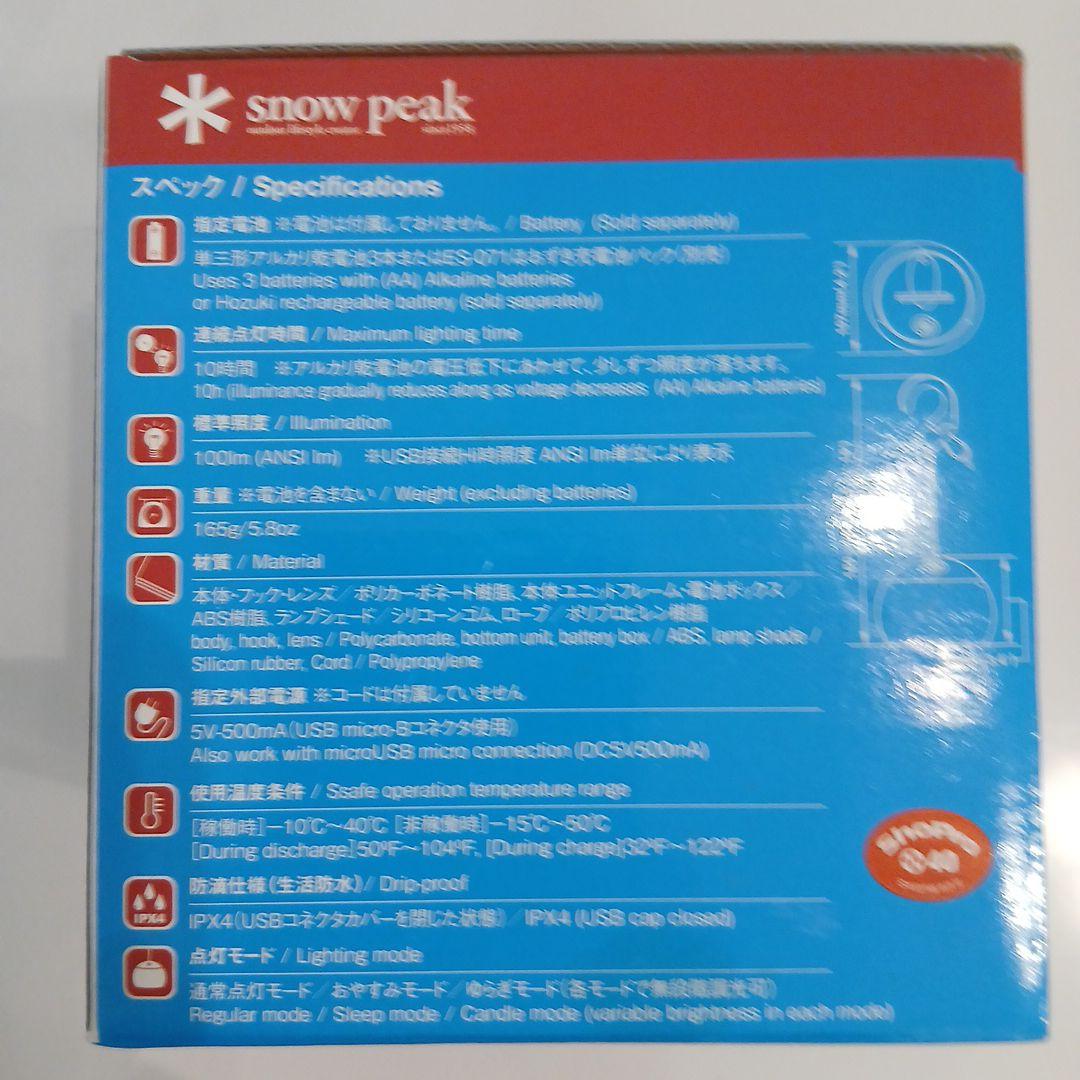 snow peak
outdoor lifestyle creator since1958
スペック / Specifications
指定電池 ※電池は付属しておりません。 / Battery (Sold separately)
単三形アルカリ乾電池3本またはES-071ほおずき充電池パック(別売)
Uses 3 batteries with (AA) Alkaline batteries
or Hozuki rechargeable battery (sold separately)
連続点灯時間 / Maximum lighting time
10時間 ※アルカリ乾電池の電圧低下にあわせて、少しずつ照度が落ちます。
10h (illuminance gradually reduces along as voltage decreases (AA) Alkaline batteries)
標準照度 / Illumination
100lm (ANSI lm) ※USB接続Hi時照度 ANSI lm単位により表示
重量 ※電池を含まない / Weight (excluding batteries)
165g/5.8oz
材質 / Material
本体・フック・レンズ/ポリカーボネート樹脂、本体ユニットフレーム・電池ボックス/
ABS樹脂、ランプシェード/シリコーンゴム、ロープ/ポリプロピレン樹脂
body, hook, lens / Polycarbonate, bottom unit, battery box / ABS, lamp shade /
Silicon rubber, Cord / Polypropylene
指定外部電源 ※コードは付属していません
5V-500mA(USB micro-Bコネクタ使用)
Also work with microUSB micro connection (DC5V500mA)
使用温度条件 / Ssafe operation temperature range
[稼働時]-10℃~40℃ [非稼働時]-15℃~50℃
[During discharge]50ºF~104ºF, [During charge]32ºF~122ºF
IPX4
防滴仕様(生活防水)/ Drip-proof
IPX4(USBコネクタカバーを閉じた状態)/ IPX4 (USB cap closed)
点灯モード / Lighting mode
通常点灯モード/おやすみモード/ゆらぎモード(各モードで無段階調光可)
Regular mode / Sleep mode / Candle mode (variable brightness in each mode)